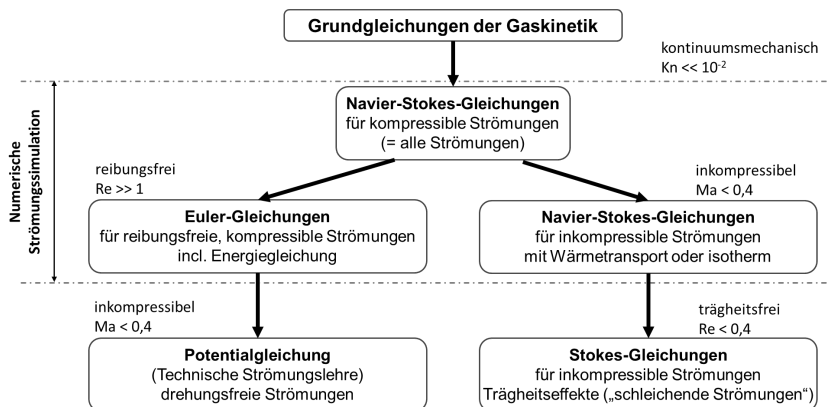 Grundgleichungen der Gaskinetik
kontinuumsmechanisch
Kn << 10⁻²
Numerische
Strömungssimulation
Navier-Stokes-Gleichungen
für kompressible Strömungen
(= alle Strömungen)
reibungsfrei
Re >> 1
inkompressibel
Ma < 0,4
Euler-Gleichungen
für reibungsfreie, kompressible Strömungen
incl. Energiegleichung
Navier-Stokes-Gleichungen
für inkompressible Strömungen
mit Wärmetransport oder isotherm
inkompressibel
Ma < 0,4
trägheitsfrei
Re < 0,4
Potentialgleichung
(Technische Strömungslehre)
drehungsfreie Strömungen
Stokes-Gleichungen
für inkompressible Strömungen
Trägheitseffekte („schleichende Strömungen“)